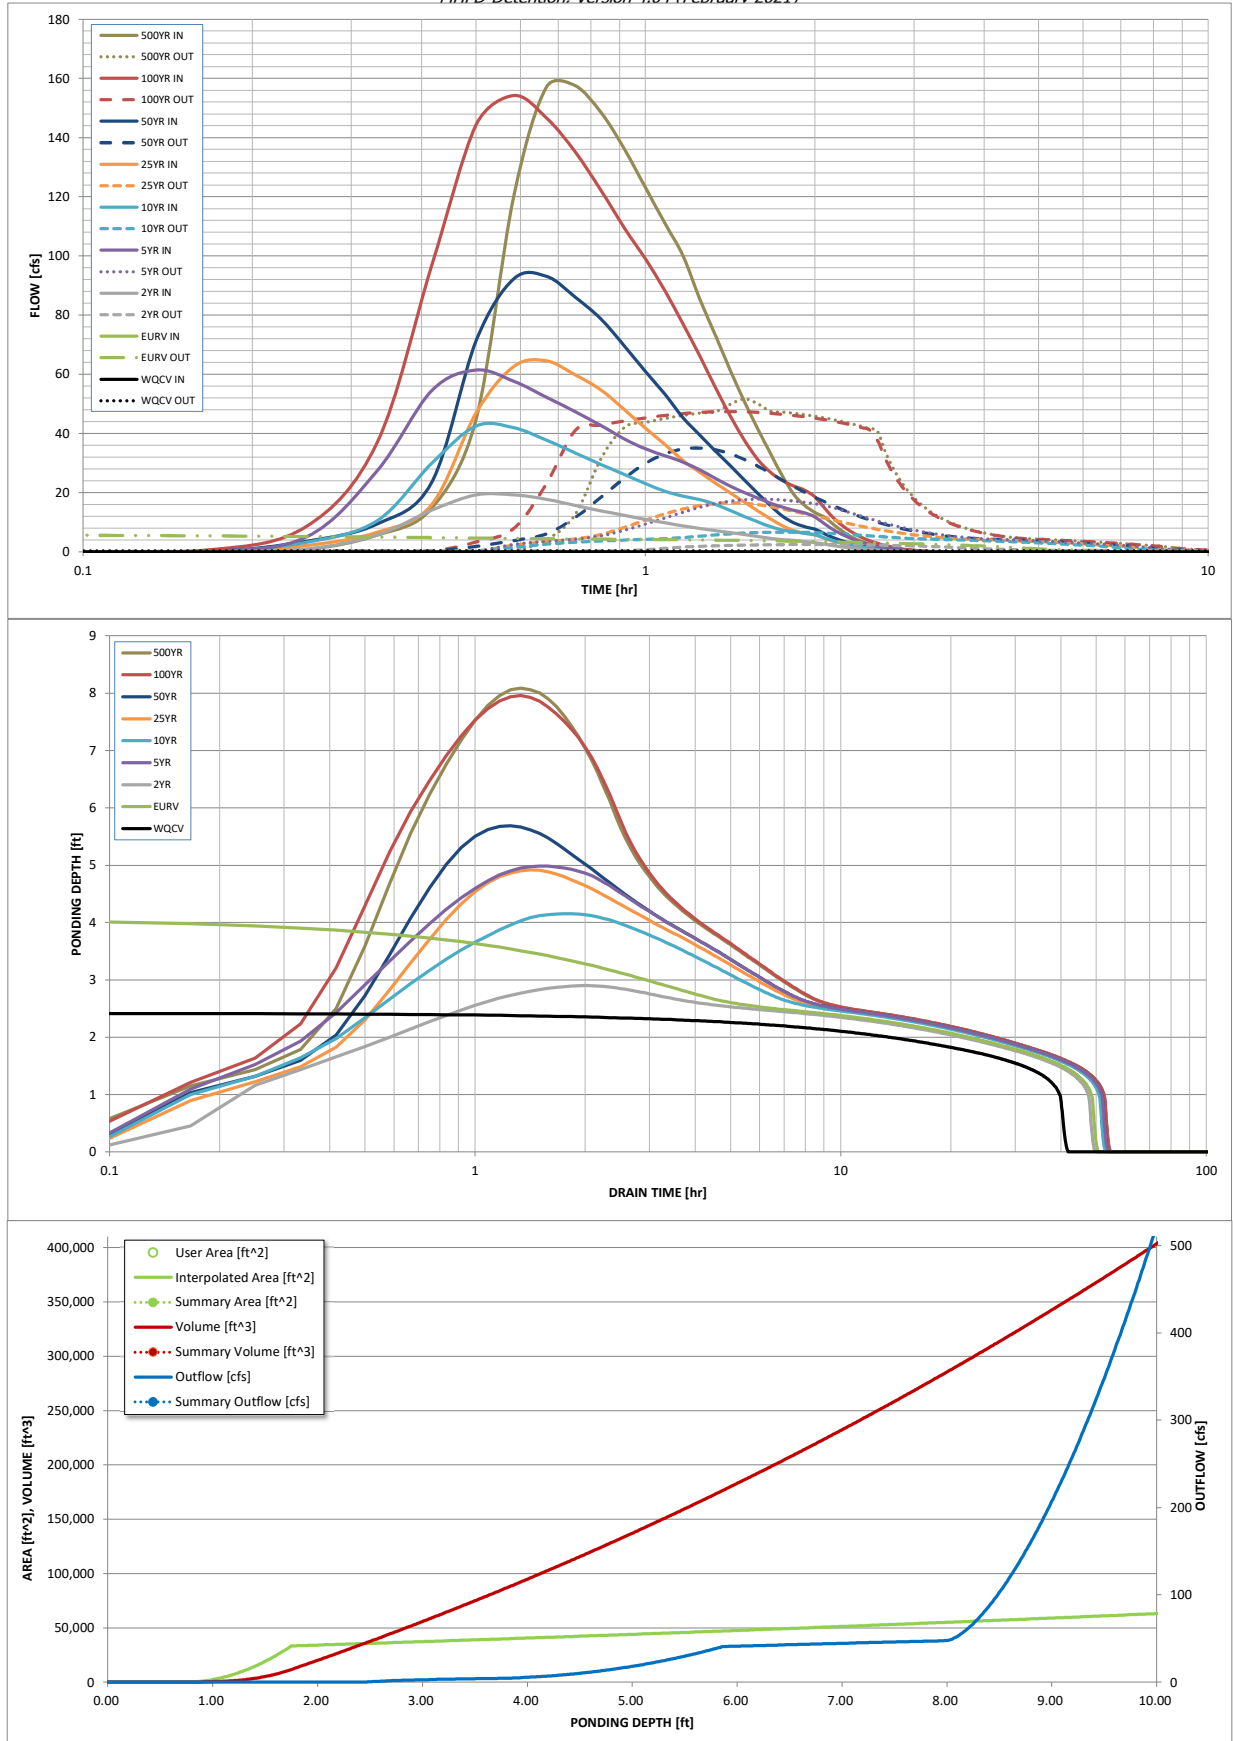 MHFD-Detention, Version 4.04 (February 2021)
180
160
140
120
100
80
60
40
20
0
FLOW [cfs]
500YR IN
500YR OUT
100YR IN
100YR OUT
50YR IN
50YR OUT
25YR IN
25YR OUT
10YR IN
10YR OUT
5YR IN
5YR OUT
2YR IN
2YR OUT
EURV IN
EURV OUT
WQCV IN
WQCV OUT
0.1 1 10
TIME [hr]
9
8
7
6
5
4
3
2
1
0
PONDING DEPTH [ft]
500YR
100YR
50YR
25YR
10YR
5YR
2YR
EURV
WQCV
0.1 1 10 100
DRAIN TIME [hr]
400,000
350,000
300,000
250,000
200,000
150,000
100,000
50,000
0
AREA [ft^2], VOLUME [ft^3]
User Area [ft^2]
Interpolated Area [ft^2]
Summary Area [ft^2]
Volume [ft^3]
Summary Volume [ft^3]
Outflow [cfs]
Summary Outflow [cfs]
500
400
300
200
100
0
OUTFLOW [cfs]
0.00 1.00 2.00 3.00 4.00 5.00 6.00 7.00 8.00 9.00 10.00
PONDING DEPTH [ft]